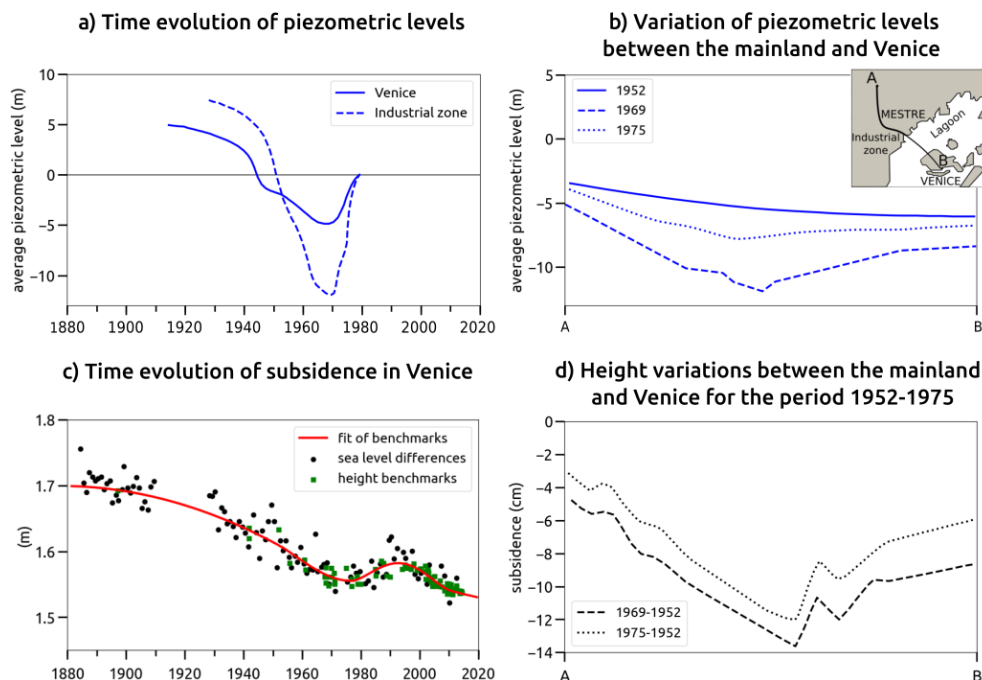 a) Time evolution of piezometric levels
average piezometric level (m)
10
5
0
−5
−10
1880 1900 1920 1940 1960 1980 2000 2020
Venice
Industrial zone
b) Variation of piezometric levels
between the mainland and Venice
average piezometric level (m)
5
0
−5
−10
A B
1952
1969
1975
A
MESTRE
Lagoon
Industrial
zone
B
VENICE
c) Time evolution of subsidence in Venice
(m)
1.8
1.7
1.6
1.5
1880 1900 1920 1940 1960 1980 2000 2020
fit of benchmarks
sea level differences
height benchmarks
d) Height variations between the mainland
and Venice for the period 1952-1975
subsidence (cm)
0
−2
−4
−6
−8
−10
−12
−14
A B
1969-1952
1975-1952